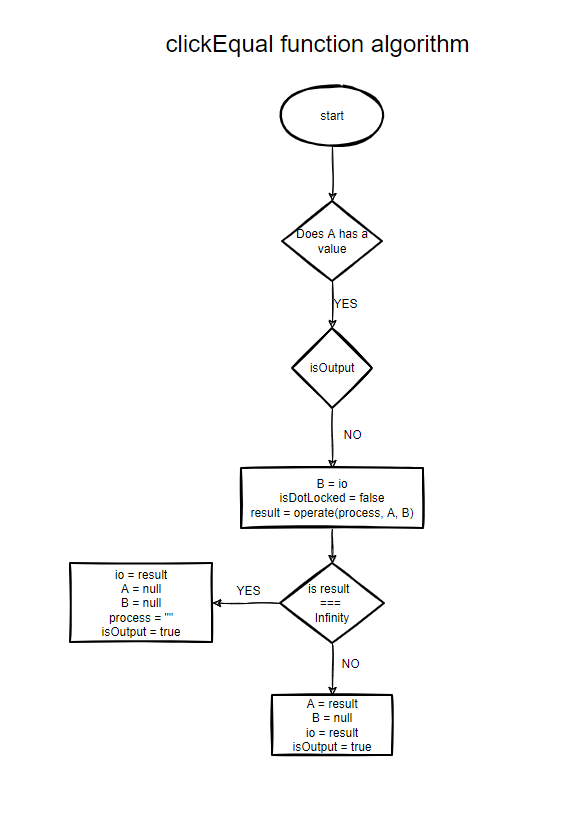 clickEqual function algorithm
start
Does A has a
value
YES
isOutput
NO
B = io
isDotLocked = false
result = operate(process, A, B)
is result
===
Infinity
YES
io = result
A = null
B = null
process = ""
isOutput = true
NO
A = result
B = null
io = result
isOutput = true